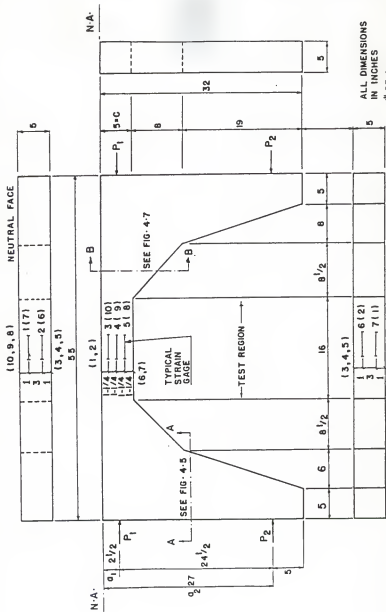 (10,9,8) NEUTRAL FACE
1 (7)
2 (6)
1
3
1
5
(3,4,5)
55
N.A.
N.A.
(1,2)
B
B
SEE FIG. 4-7
5=C
8
19
32
5
P1
P1
P2
P2
1-1/4
1-1/4
1-1/4
1-1/4
3 (10)
4 (9)
5 (8)
(6,7)
TYPICAL
STRAIN
GAGE
TEST REGION
A
A
SEE FIG. 4-5
a1 2 1/2
24 1/2
a2 27
5
5
6
8 1/2
16
8 1/2
8
5
(3,4,5)
6 (2)
7 (1)
1
3
1
5
ALL DIMENSIONS
IN INCHES